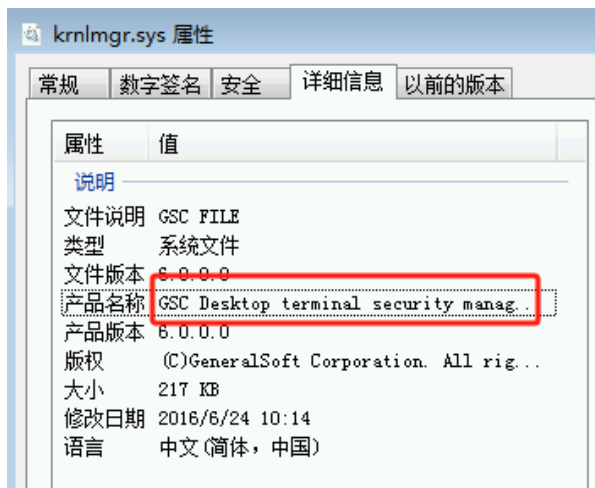 krnlmgr.sys 属性
常规 数字签名 安全 详细信息 以前的版本
属性 值
说明
文件说明 GSC FILE
类型 系统文件
文件版本 6.0.0.0
产品名称 GSC Desktop terminal security manag...
产品版本 6.0.0.0
版权 (C)GeneralSoft Corporation. All rig...
大小 217 KB
修改日期 2016/6/24 10:14
语言 中文(简体，中国)